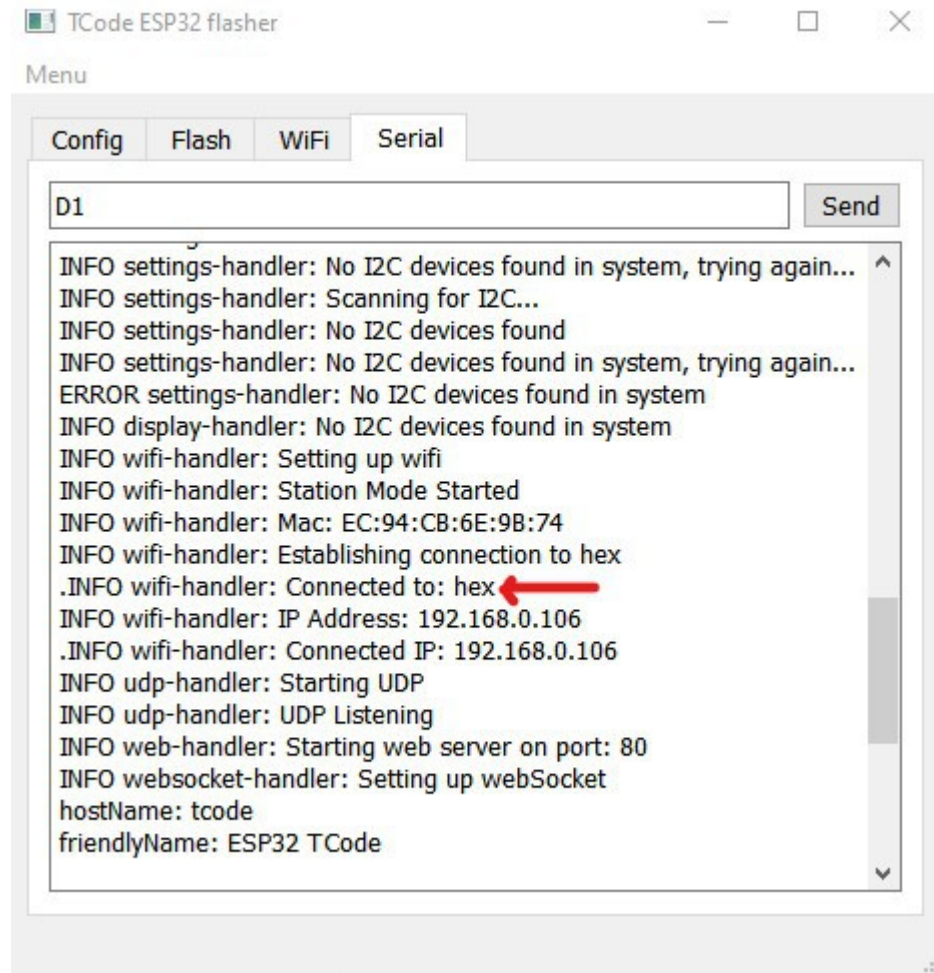 TCode ESP32 flasher
Menu
Config Flash WiFi Serial
D1 Send
INFO settings-handler: No I2C devices found in system, trying again...
INFO settings-handler: Scanning for I2C...
INFO settings-handler: No I2C devices found
INFO settings-handler: No I2C devices found in system, trying again...
ERROR settings-handler: No I2C devices found in system
INFO display-handler: No I2C devices found in system
INFO wifi-handler: Setting up wifi
INFO wifi-handler: Station Mode Started
INFO wifi-handler: Mac: EC:94:CB:6E:9B:74
INFO wifi-handler: Establishing connection to hex
.INFO wifi-handler: Connected to: hex
INFO wifi-handler: IP Address: 192.168.0.106
.INFO wifi-handler: Connected IP: 192.168.0.106
INFO udp-handler: Starting UDP
INFO udp-handler: UDP Listening
INFO web-handler: Starting web server on port: 80
INFO websocket-handler: Setting up webSocket
hostName: tcode
friendlyName: ESP32 TCode